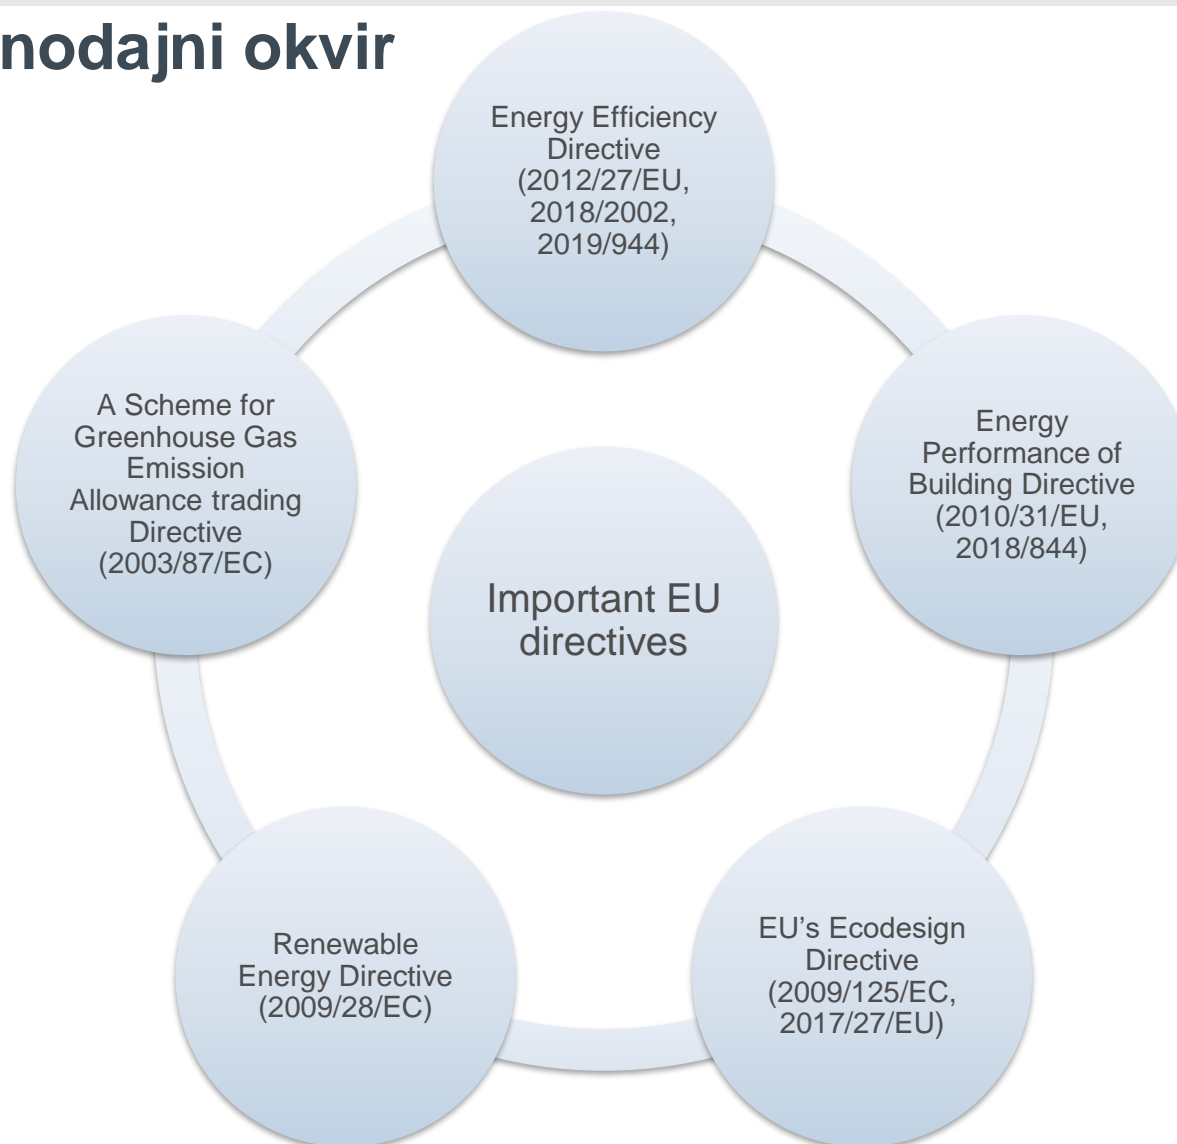 nodajni okvir
Energy Efficiency
Directive
(2012/27/EU,
2018/2002,
2019/944)
A Scheme for
Greenhouse Gas
Emission
Allowance trading
Directive
(2003/87/EC)
Energy
Performance of
Building Directive
(2010/31/EU,
2018/844)
Important EU
directives
Renewable
Energy Directive
(2009/28/EC)
EU’s Ecodesign
Directive
(2009/125/EC,
2017/27/EU)